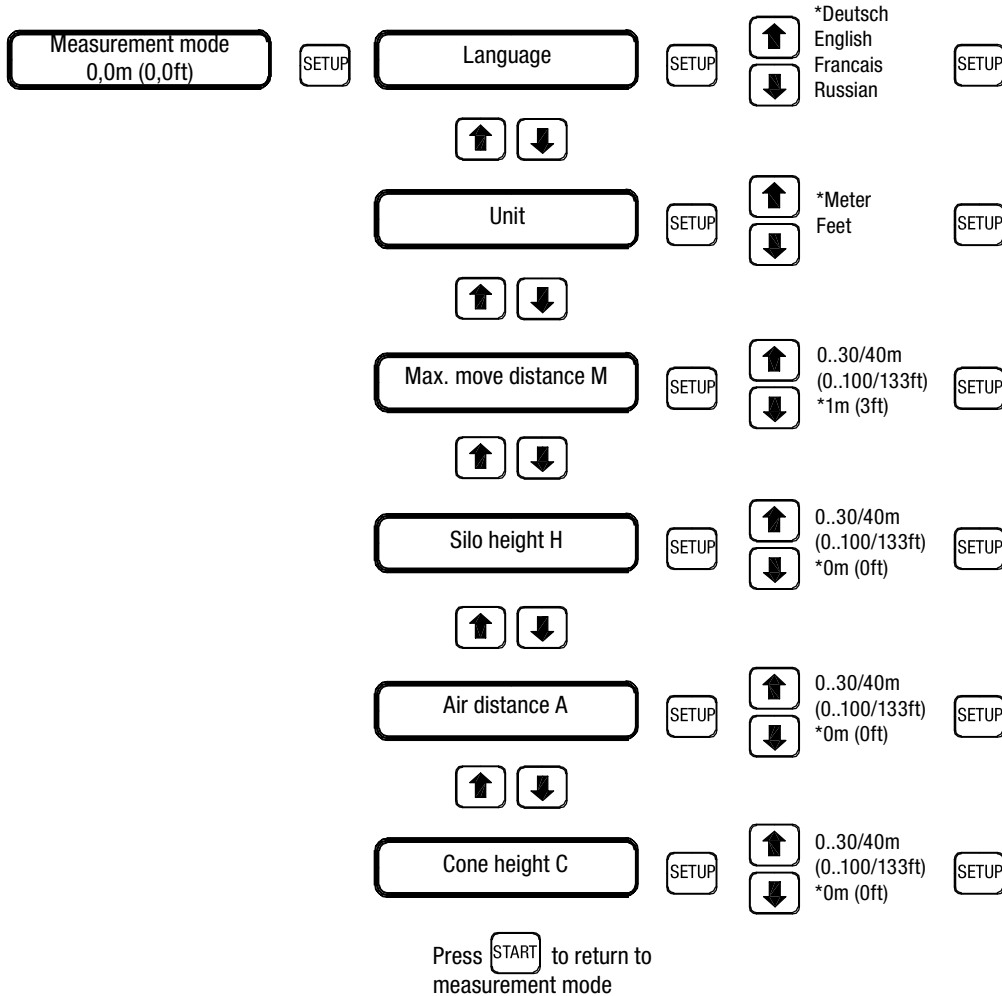 Measurement mode
0,0m (0,0ft)
SETUP
Language
SETUP
*Deutsch
English
Francais
Russian
SETUP
Unit
SETUP
*Meter
Feet
SETUP
Max. move distance M
SETUP
0..30/40m
(0..100/133ft)
*1m (3ft)
SETUP
Silo height H
SETUP
0..30/40m
(0..100/133ft)
*0m (0ft)
SETUP
Air distance A
SETUP
0..30/40m
(0..100/133ft)
*0m (0ft)
SETUP
Cone height C
SETUP
0..30/40m
(0..100/133ft)
*0m (0ft)
SETUP
Press START to return to
measurement mode